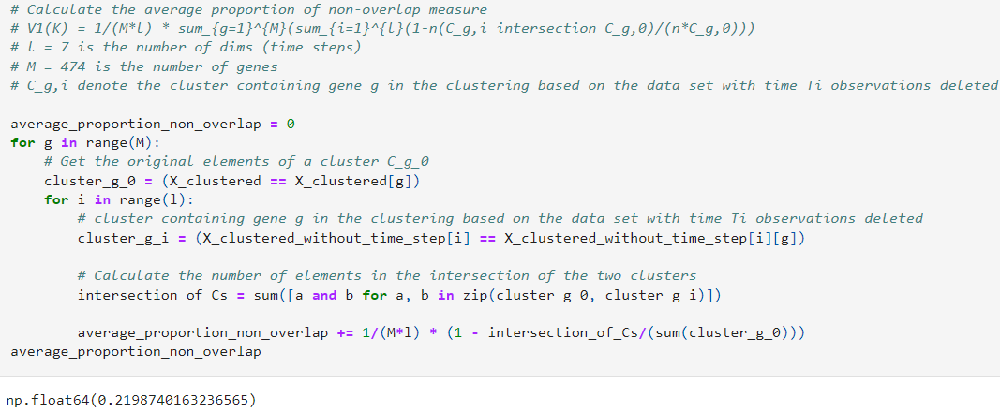 # Calculate the average proportion of non-overlap measure
# V1(K) = 1/(M*l) * sum_{g=1}^{M}(sum_{i=1}^{l}(1-n(C_g,i intersection C_g,0)/(n*C_g,0)))
# l = 7 is the number of dims (time steps)
# M = 474 is the number of genes
# C_g,i denote the cluster containing gene g in the clustering based on the data set with time Ti observations deleted
average_proportion_non_overlap = 0
for g in range(M):
    # Get the original elements of a cluster C_g_0
    cluster_g_0 = (X_clustered == X_clustered[g])
    for i in range(l):
        # cluster containing gene g in the clustering based on the data set with time Ti observations deleted
        cluster_g_i = (X_clustered_without_time_step[i] == X_clustered_without_time_step[i][g])
        # Calculate the number of elements in the intersection of the two clusters
        intersection_of_Cs = sum([a and b for a, b in zip(cluster_g_0, cluster_g_i)])
        average_proportion_non_overlap += 1/(M*l) * (1 - intersection_of_Cs/(sum(cluster_g_0)))
average_proportion_non_overlap
np.float64(0.2198740163236565)